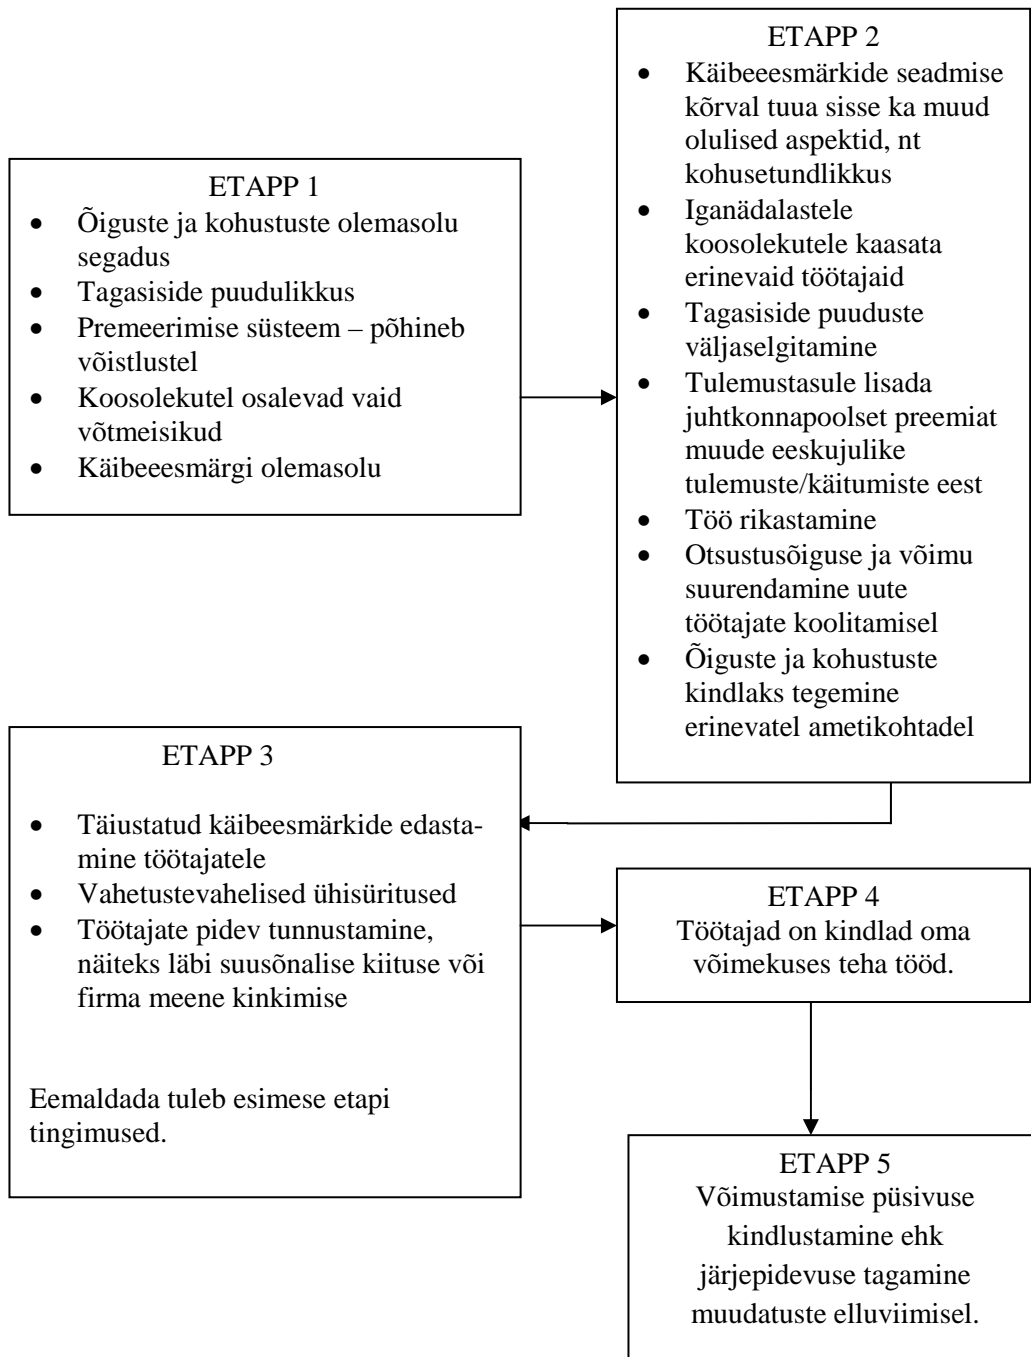 ETAPP 1
• Õiguste ja kohustuste olemasolu
segadus
• Tagasiside puudulikkus
• Premeerimise süsteem – põhineb
võistlustel
• Koosolekutel osalevad vaid
võtmeisikud
• Käibeeesmärgi olemasolu
ETAPP 2
• Käibeeesmärkide seadmise
kõrval tuua sisse ka muud
olulised aspektid, nt
kohusetundlikkus
• Iganädalastele
koosolekutele kaasata
erinevaid töötajaid
• Tagasiside puuduste
väljaselgitamine
• Tulemustasule lisada
juhtkonnapoolset preemiat
muude eeskujulike
tulemuste/käitumiste eest
• Töö rikastamine
• Otsustusõiguse ja võimu
suurendamine uute
töötajate koolitamisel
• Õiguste ja kohustuste
kindlaks tegemine
erinevatel ametikohtadel
ETAPP 3
• Täiustatud käibeesmärkide edasta-
mine töötajatele
• Vahetustevahelised ühisüritused
• Töötajate pidev tunnustamine,
näiteks läbi suusõnalise kiituse või
firma meene kinkimise
Eemaldada tuleb esimese etapi
tingimused.
ETAPP 4
Töötajad on kindlad oma
võimekuses teha tööd.
ETAPP 5
Võimustamise püsivuse
kindlustamine ehk
järjepidevuse tagamine
muudatuste elluviimisel.